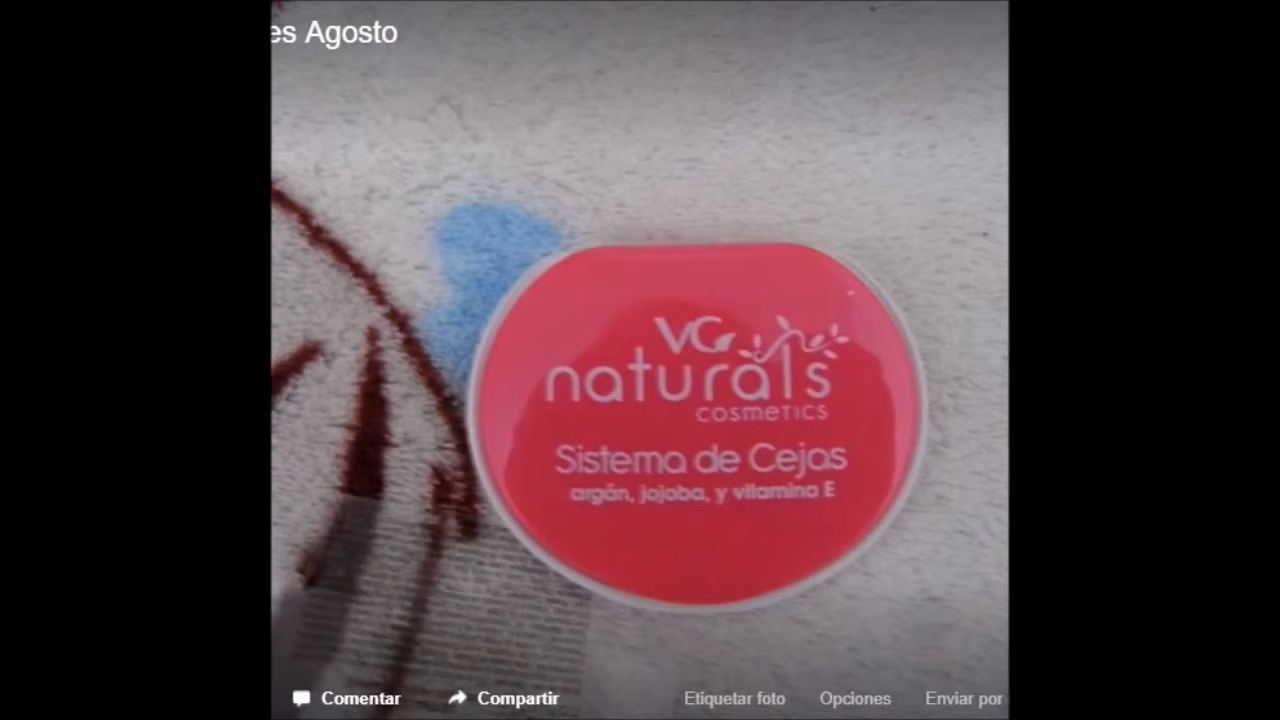 es Agosto
VG
naturals
cosmetics
Sistema de Cejas
argán, jojoba, y vitamina E
Comentar Compartir Etiquetar foto Opciones Enviar por